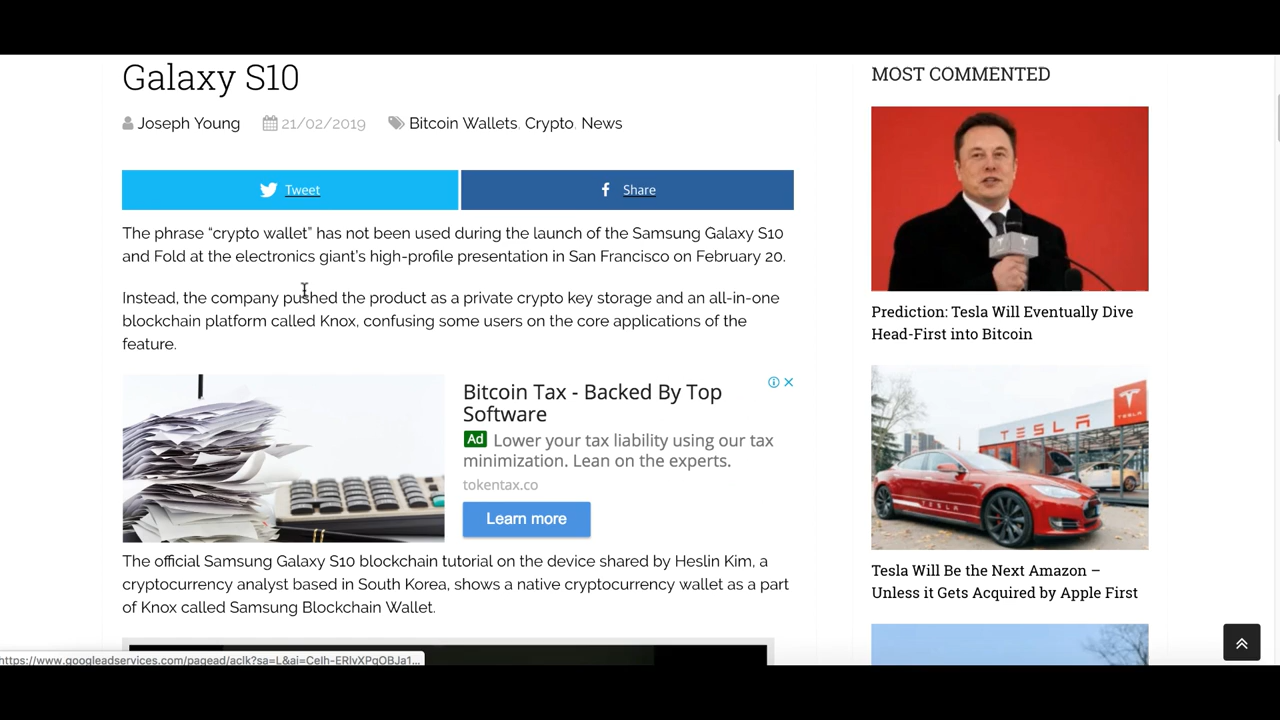 Galaxy S10
Joseph Young 21/02/2019 Bitcoin Wallets, Crypto, News
Tweet
Share
The phrase “crypto wallet” has not been used during the launch of the Samsung Galaxy S10
and Fold at the electronics giant’s high-profile presentation in San Francisco on February 20.
Instead, the company pushed the product as a private crypto key storage and an all-in-one
blockchain platform called Knox, confusing some users on the core applications of the
feature.
Bitcoin Tax - Backed By Top
Software
Ad Lower your tax liability using our tax
minimization. Lean on the experts.
tokentax.co
Learn more
The official Samsung Galaxy S10 blockchain tutorial on the device shared by Heslin Kim, a
cryptocurrency analyst based in South Korea, shows a native cryptocurrency wallet as a part
of Knox called Samsung Blockchain Wallet.
MOST COMMENTED
Prediction: Tesla Will Eventually Dive
Head-First into Bitcoin
TESLA
TESLA
Tesla Will Be the Next Amazon –
Unless it Gets Acquired by Apple First